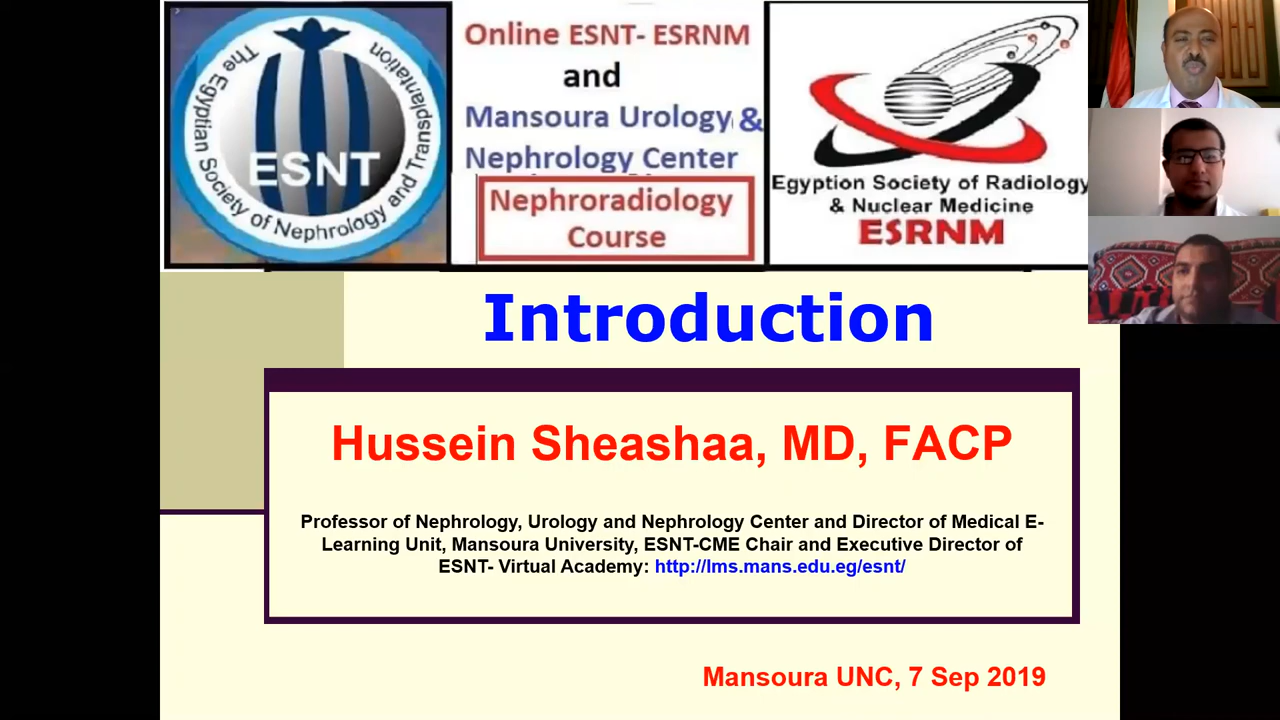 The Egyptian Society of Nephrology and Transplantation
ESNT
Online ESNT- ESRNM
and
Mansoura Urology &
Nephrology Center
Nephroradiology
Course
Egyption Society of Radiology
& Nuclear Medicine
ESRNM
Introduction
Hussein Sheashaa, MD, FACP
Professor of Nephrology, Urology and Nephrology Center and Director of Medical E-
Learning Unit, Mansoura University, ESNT-CME Chair and Executive Director of
ESNT- Virtual Academy: http://lms.mans.edu.eg/esnt/
Mansoura UNC, 7 Sep 2019